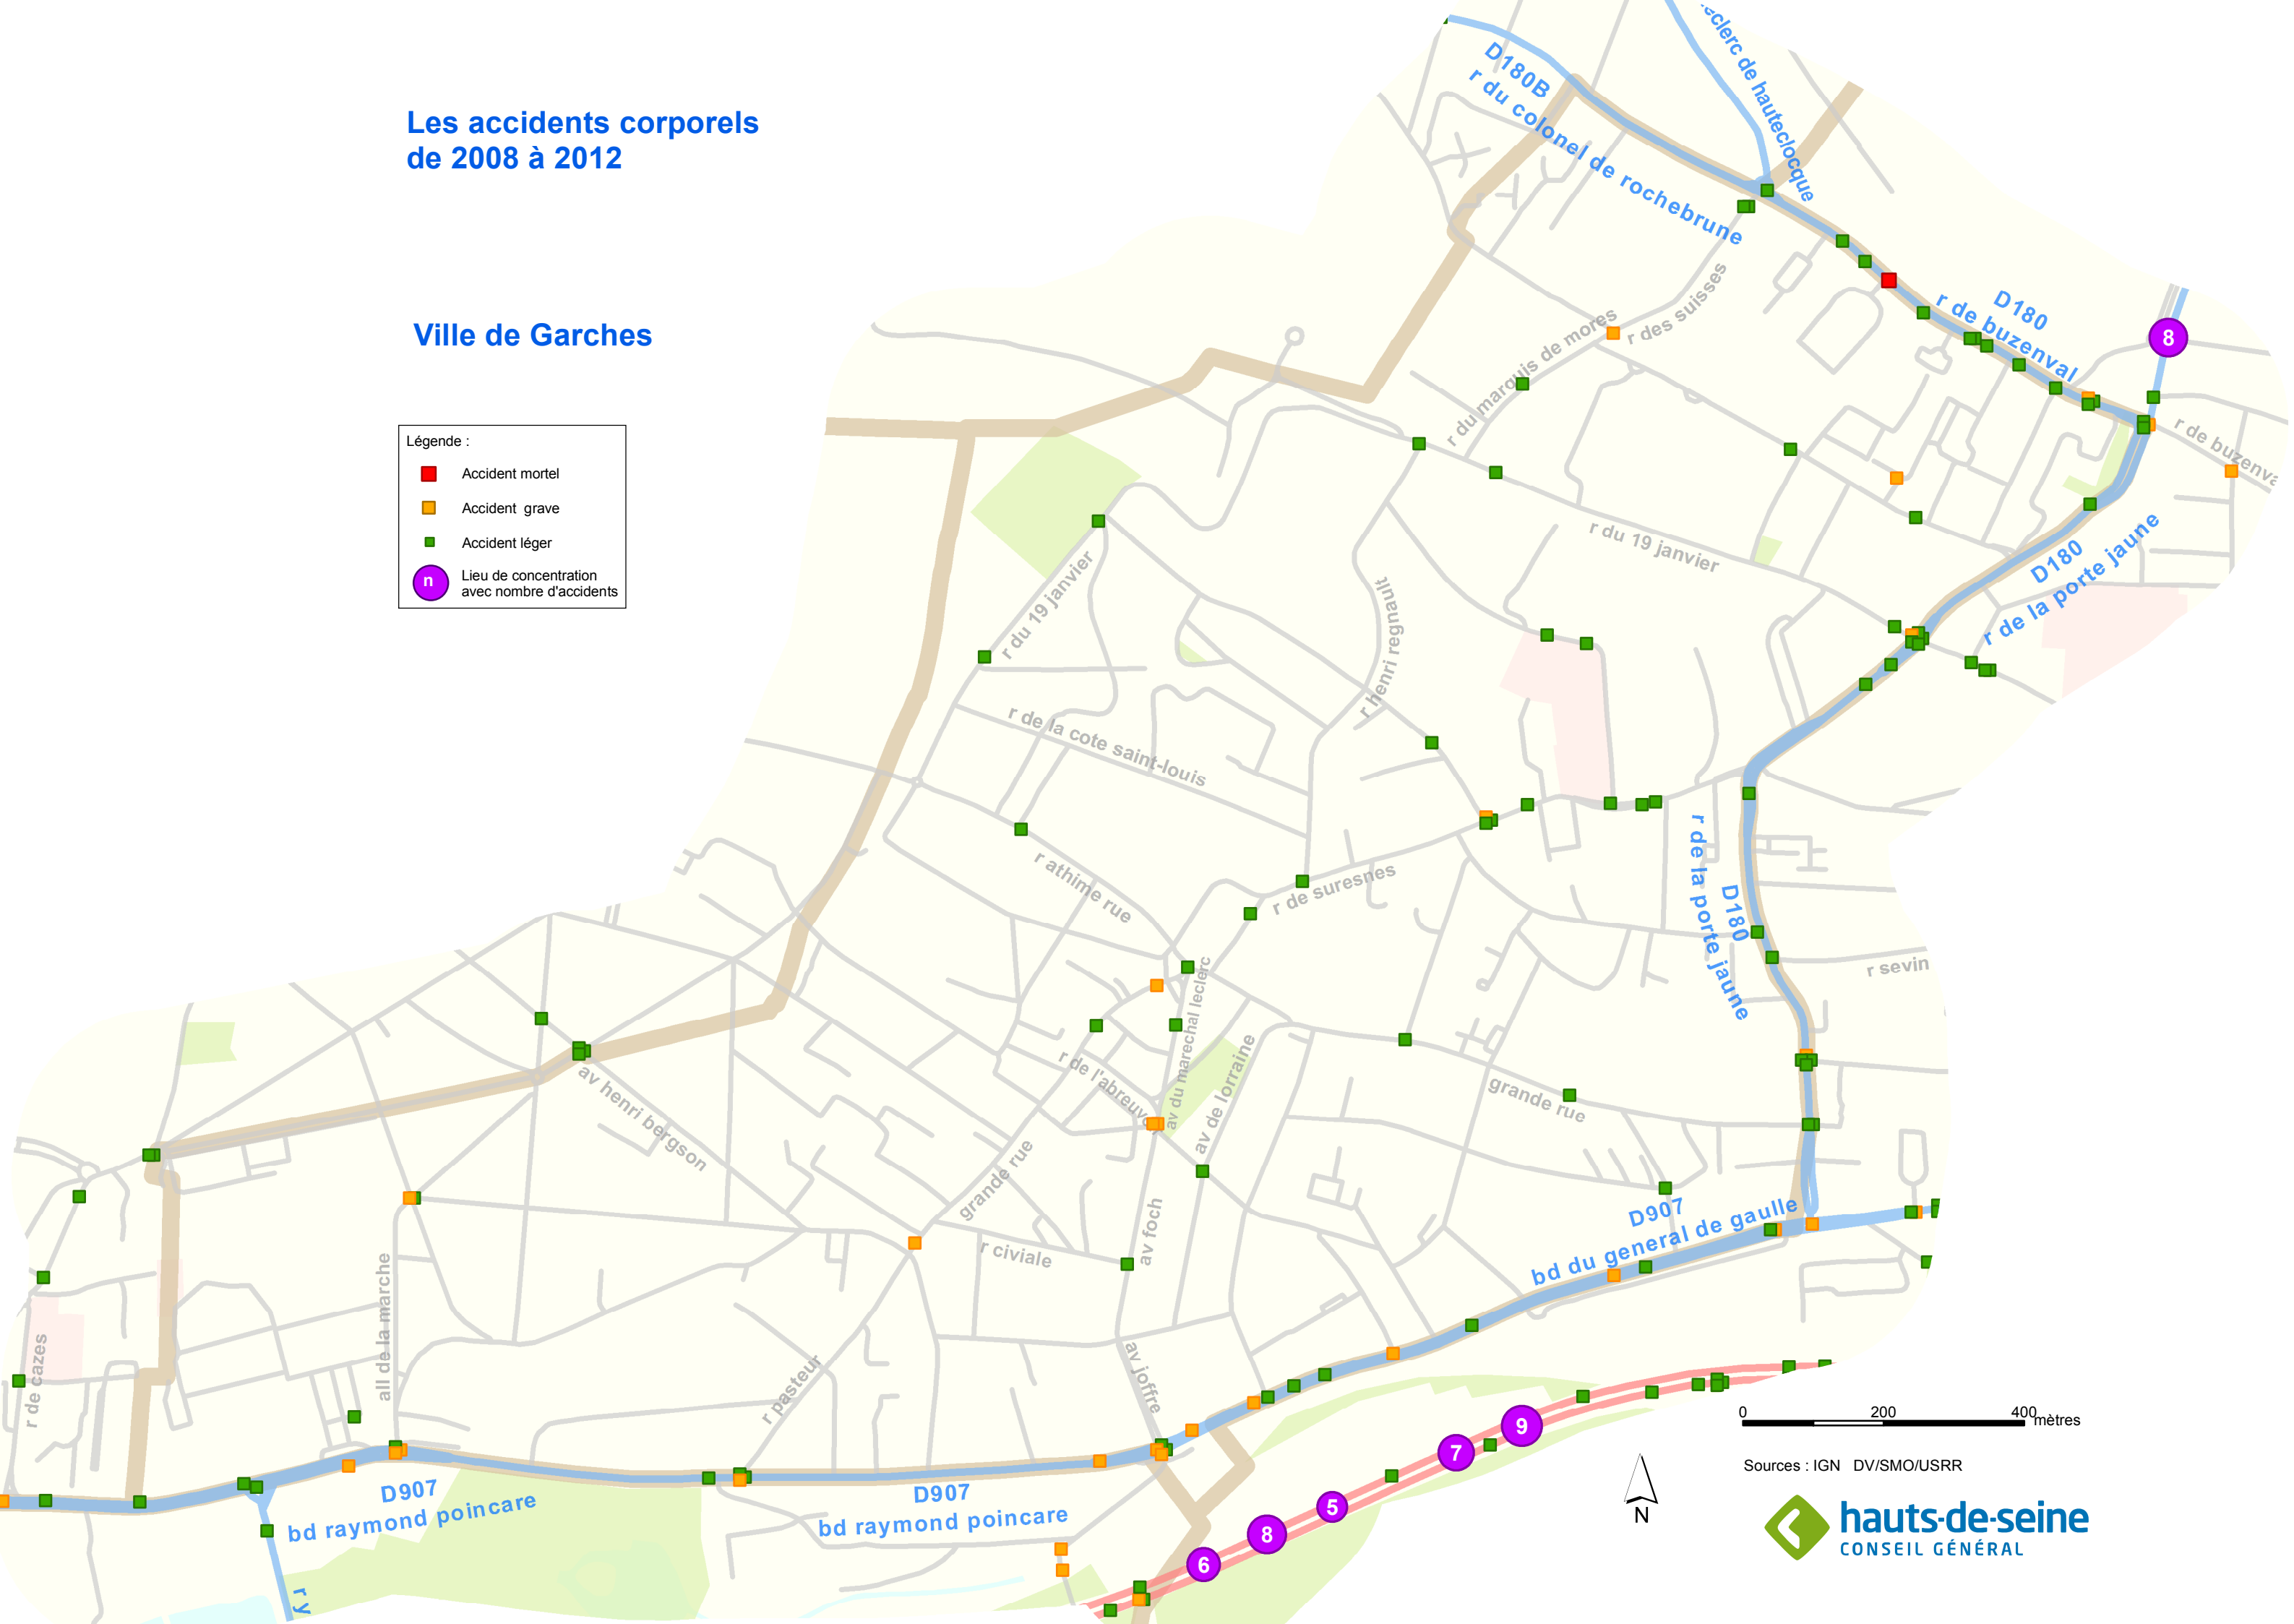 Les accidents corporels
de 2008 à 2012
Ville de Garches
Légende :
Accident mortel
Accident grave
Accident léger
n
Lieu de concentration
avec nombre d'accidents
de hauteclocque
D180B
r du colonel de rochebrune
D180
r de buzenval
8
r des suisses
r du marquis de mores
r du 19 janvier
r du 19 janvier
D180
r de la porte jaune
r henri regnault
r de la cote saint-louis
r athime rue
r de suresnes
r de la porte jaune
D180
r sevin
av du marechal leclerc
av de lorraine
r de l'abreuvoir
av henri bergson
grande rue
grande rue
r civiale
av foch
av joffre
D907
bd du general de gaulle
all de la marche
r de cazes
r pasteur
D907
bd raymond poincare
D907
bd raymond poincare
r y
9
7
5
8
6
0 200 400
mètres
Sources : IGN DV/SMO/USRR
N
hauts-de-seine
CONSEIL GÉNÉRAL